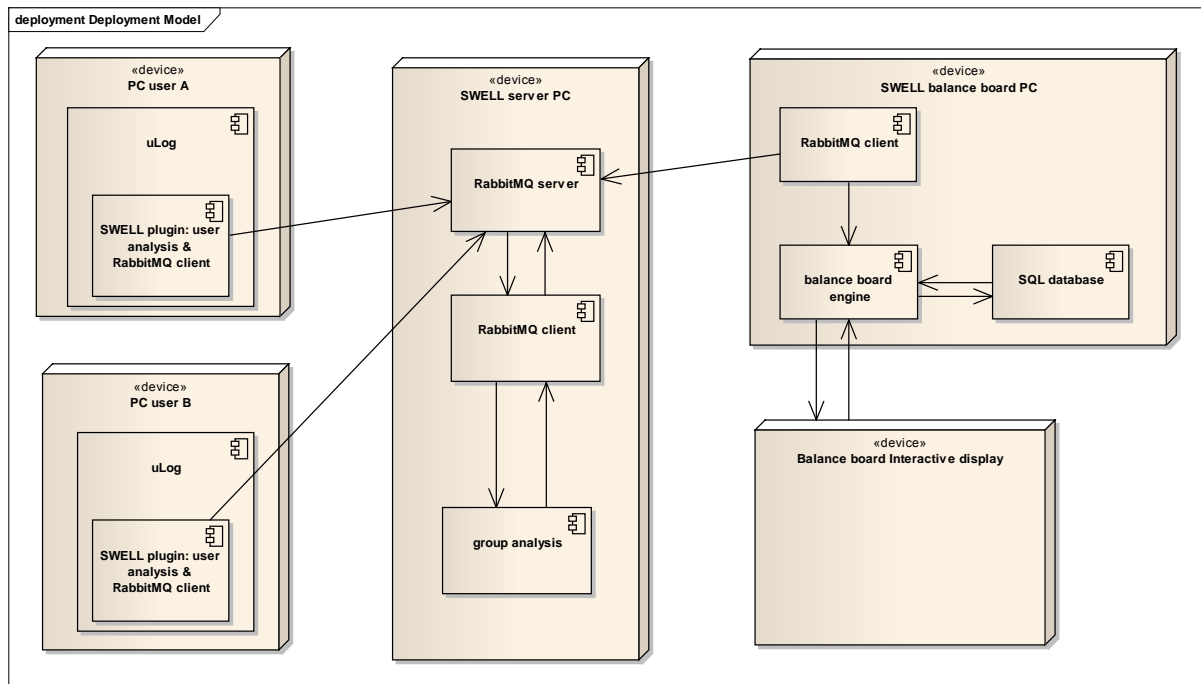 deployment Deployment Model
«device»
PC user A
uLog
SWELL plugin: user
analysis &
RabbitMQ client
«device»
PC user B
uLog
SWELL plugin: user
analysis &
RabbitMQ client
«device»
SWELL server PC
RabbitMQ server
RabbitMQ client
group analysis
«device»
SWELL balance board PC
RabbitMQ client
balance board
engine
SQL database
«device»
Balance board Interactive display